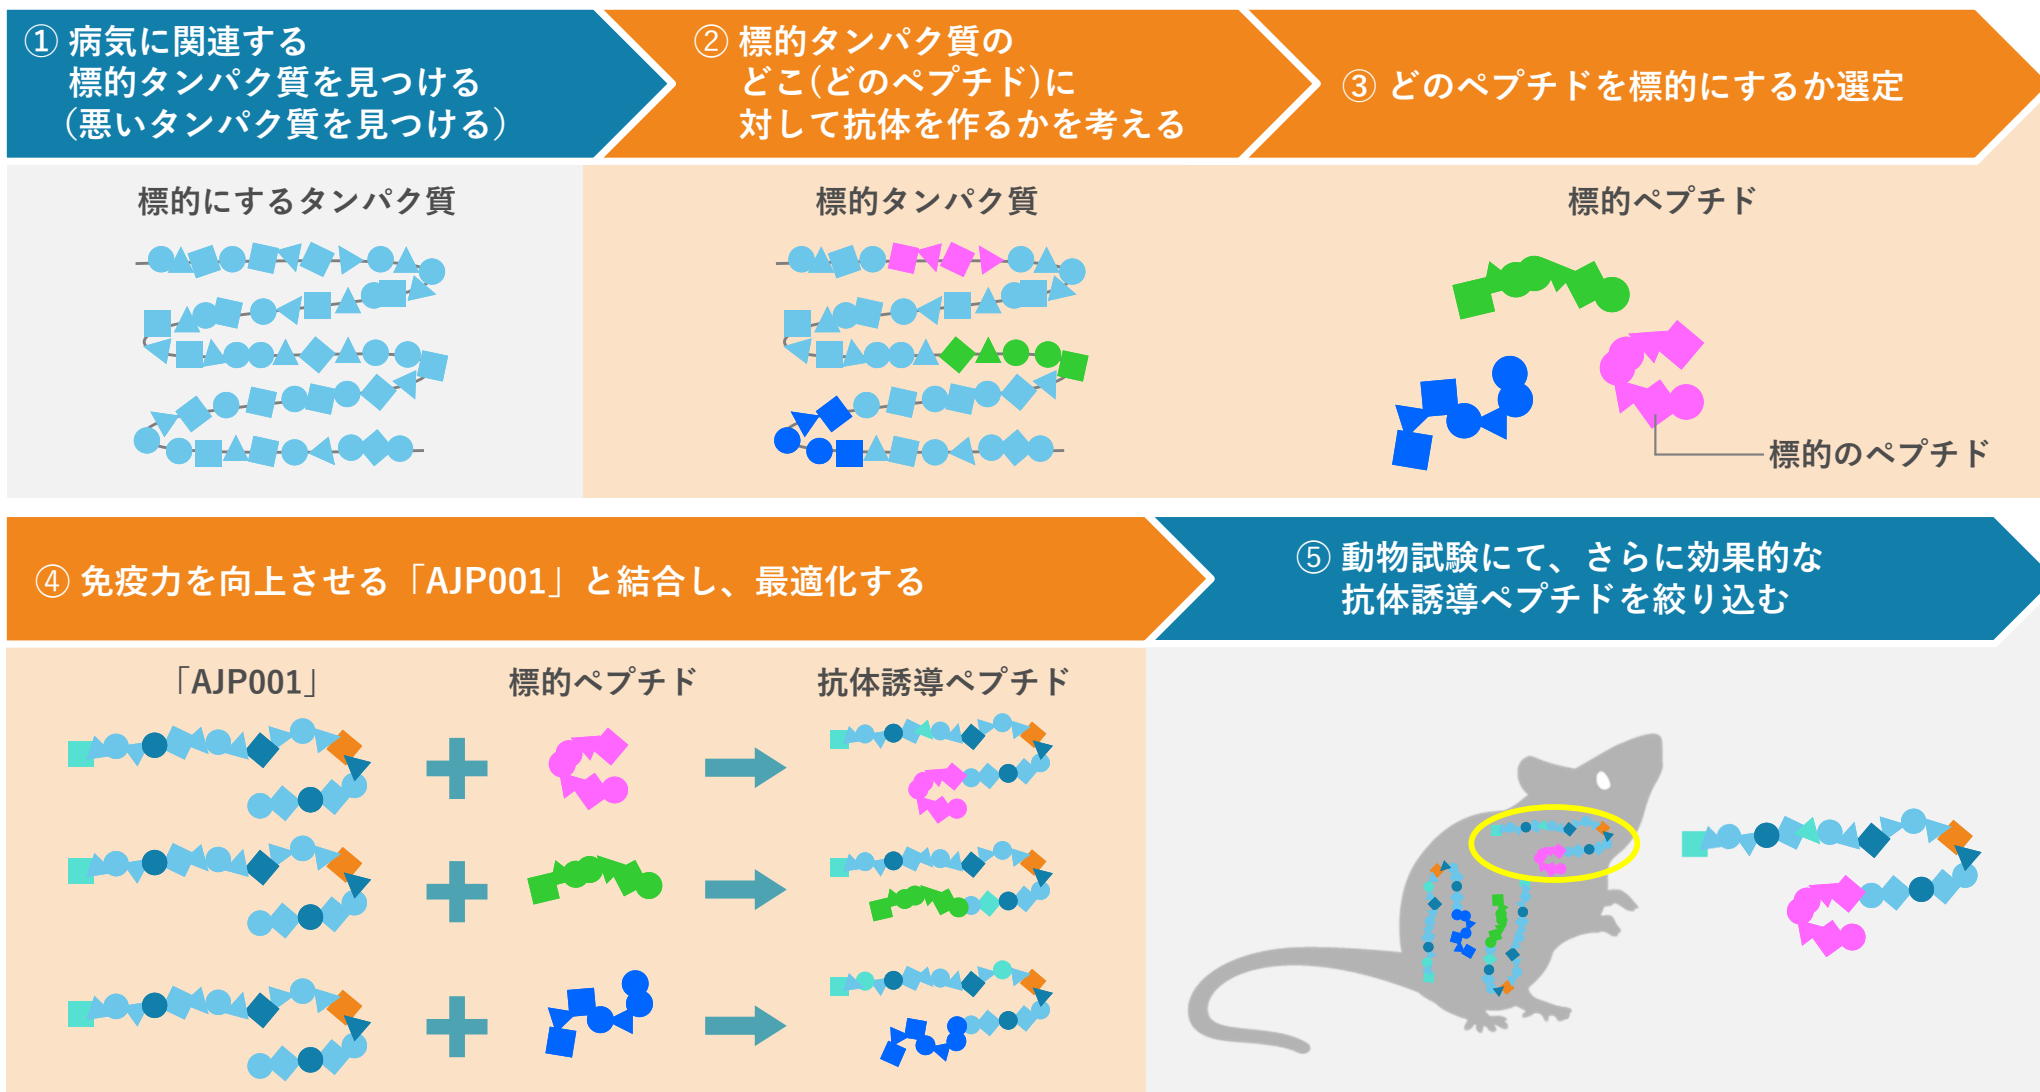 ① 病気に関連する
標的タンパク質を見つける
（悪いタンパク質を見つける）
② 標的タンパク質の
どこ（どのペプチド）に
対して抗体を作るかを考える
③ どのペプチドを標的にするか選定
標的にするタンパク質
標的タンパク質
標的ペプチド
標的のペプチド
④ 免疫力を向上させる「AJP001」と結合し、最適化する
⑤ 動物試験にて、さらに効果的な
抗体誘導ペプチドを絞り込む
「AJP001」
標的ペプチド
抗体誘導ペプチド